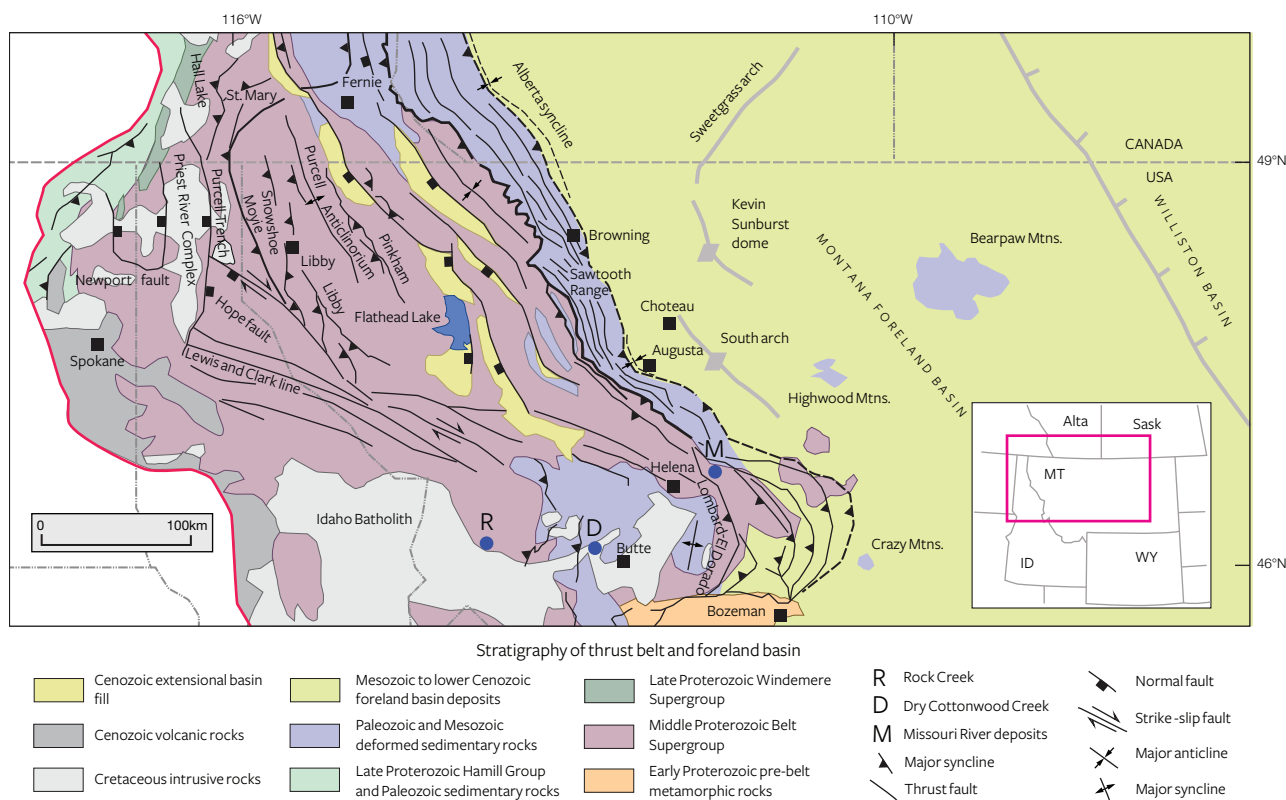 116°W
110°W
Hall Lake
St. Mary
Fernie
Alberta syncline
Sweetgrass arch
CANADA
USA
49°N
WILLISTON BASIN
Priest River Complex
Purcell Trench
Moyie
Snowshoe
Purcell Anticlinorium
Pinkham
Libby
Libby
Browning
Kevin
Sunburst
dome
Bearpaw Mtns.
MONTANA FORELAND BASIN
Newport fault
Hope fault
Flathead Lake
Sawtooth
Range
Choteau
Augusta
South arch
Spokane
Lewis and Clark line
Highwood Mtns.
Helena
M
Lombard-El Dorado
0
100km
Idaho Batholith
R
D
Butte
Crazy Mtns.
46°N
Bozeman
Alta
Sask
MT
ID
WY
Stratigraphy of thrust belt and foreland basin
Cenozoic extensional basin
fill
Cenozoic volcanic rocks
Cretaceous intrusive rocks
Mesozoic to lower Cenozoic
foreland basin deposits
Paleozoic and Mesozoic
deformed sedimentary rocks
Late Proterozoic Hamill Group
and Paleozoic sedimentary rocks
Late Proterozoic Windemere
Supergroup
Middle Proterozoic Belt
Supergroup
Early Proterozoic pre-belt
metamorphic rocks
R Rock Creek
D Dry Cottonwood Creek
M Missouri River deposits
Major syncline
Thrust fault
Normal fault
Strike-slip fault
Major anticline
Major syncline